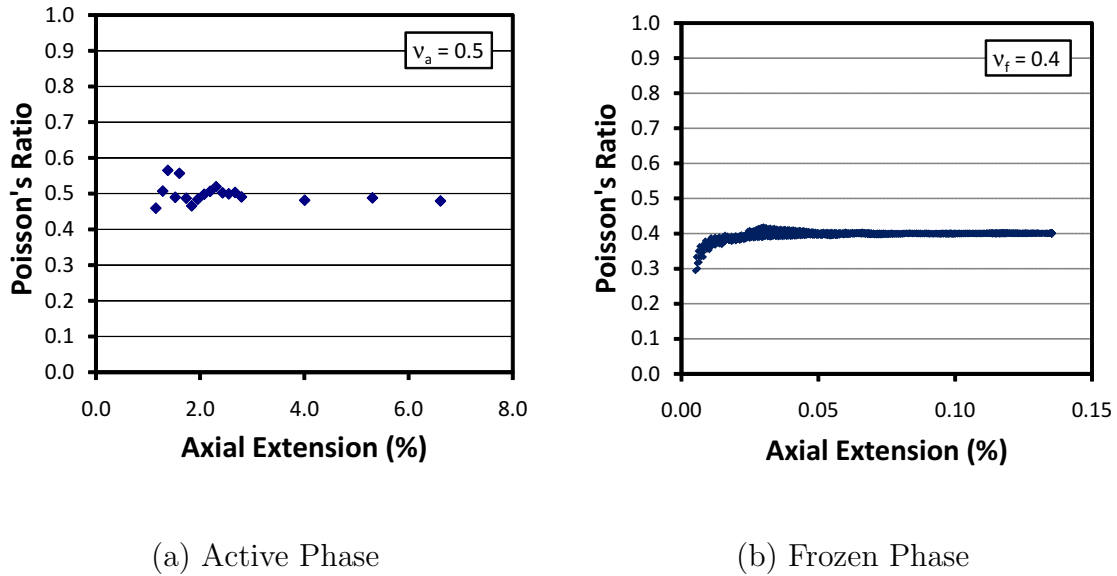 1.0
0.9
0.8
0.7
0.6
0.5
0.4
0.3
0.2
0.1
0.0
Poisson's Ratio
νa = 0.5
0.0 2.0 4.0 6.0 8.0
Axial Extension (%)
(a) Active Phase
1.0
0.9
0.8
0.7
0.6
0.5
0.4
0.3
0.2
0.1
0.0
Poisson's Ratio
νf = 0.4
0.00 0.05 0.10 0.15
Axial Extension (%)
(b) Frozen Phase